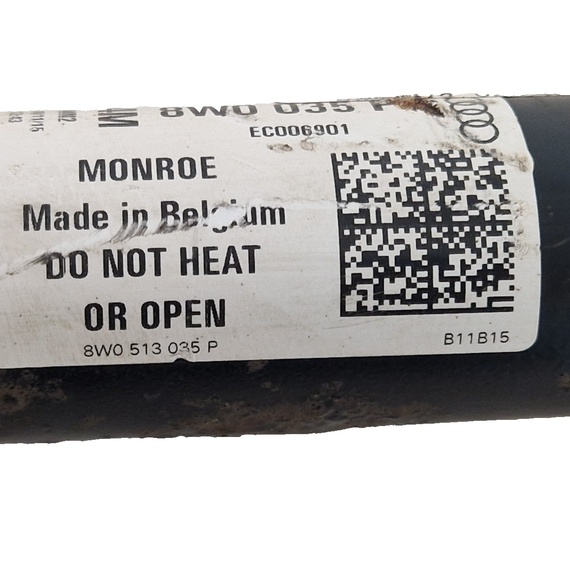 8W0 035 P
EC006901
MONROE
Made in Belgium
DO NOT HEAT
OR OPEN
8W0 513 035 P
B11B15